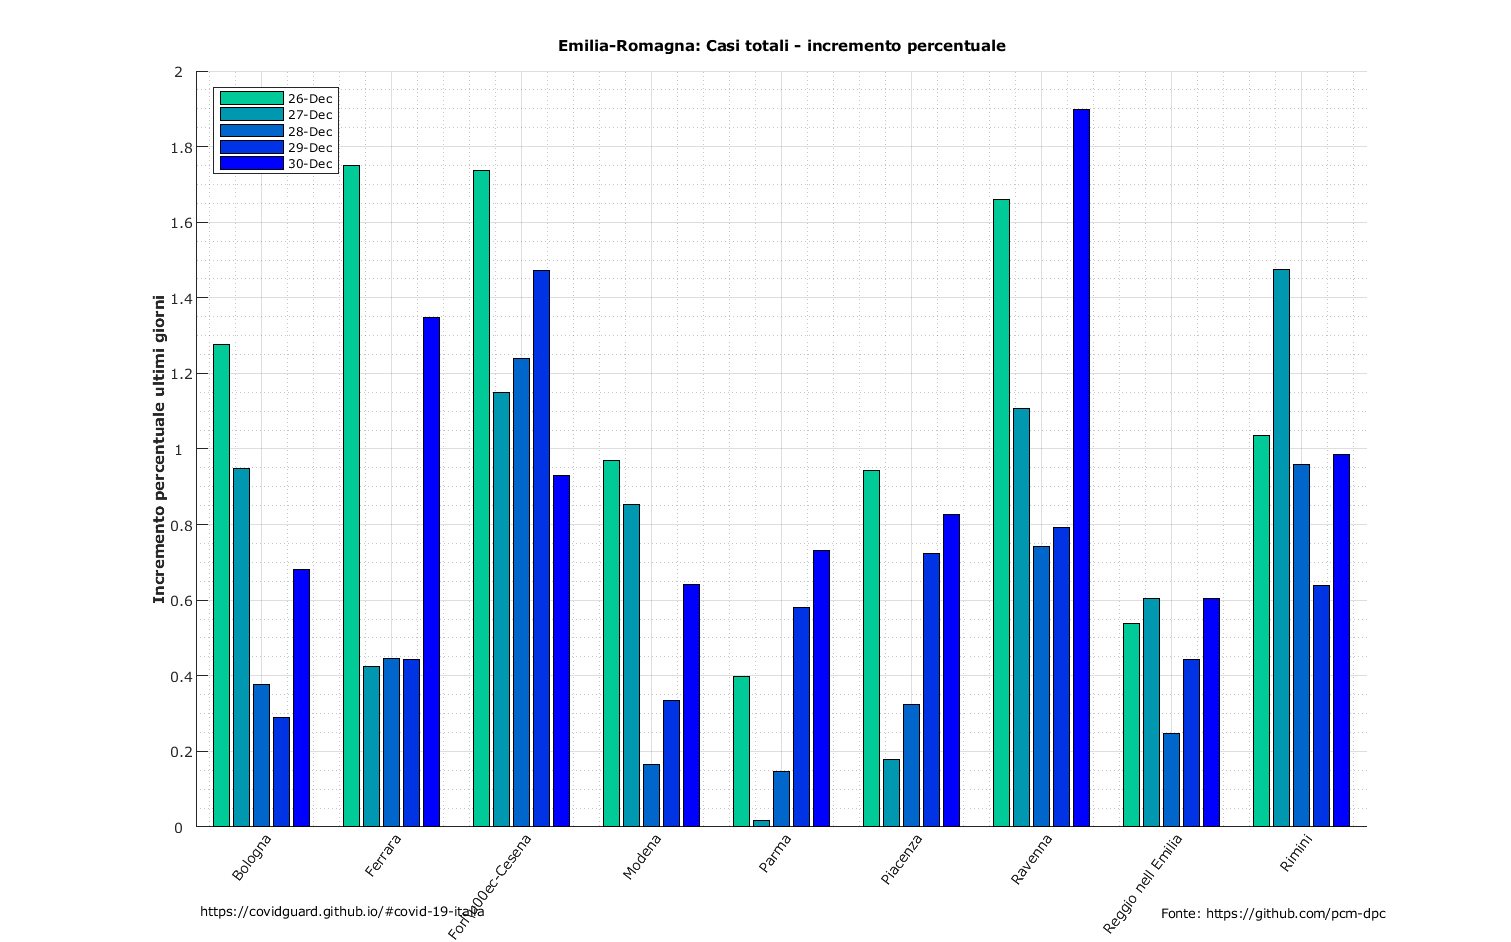 Emilia-Romagna: Casi totali - incremento percentuale
2
1.8
1.6
1.4
1.2
1
0.8
0.6
0.4
0.2
0
Incremento percentuale ultimi giorni
26-Dec
27-Dec
28-Dec
29-Dec
30-Dec
Bologna
Ferrara
Modena
Parma
Piacenza
Ravenna
Reggio nell Emilia
Rimini
https://covidguard.github.io/#covid-19-italia
Fonte: https://github.com/pcm-dpc